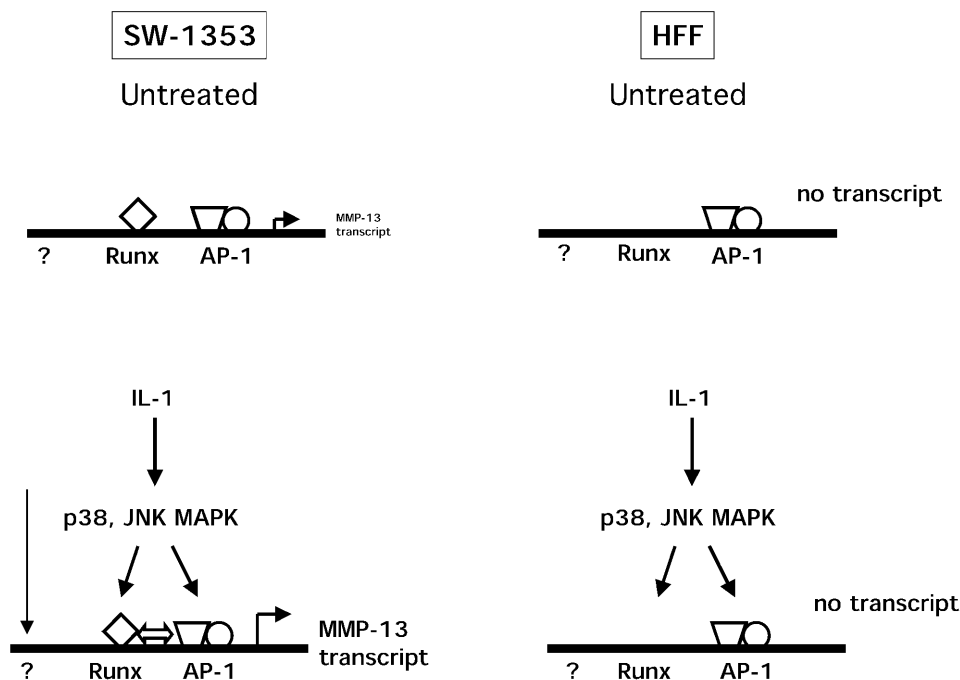 SW-1353
Untreated
MMP-13
transcript
? Runx AP-1
HFF
Untreated
no transcript
? Runx AP-1
IL-1
p38, JNK MAPK
MMP-13
transcript
? Runx AP-1
IL-1
p38, JNK MAPK
no transcript
? Runx AP-1